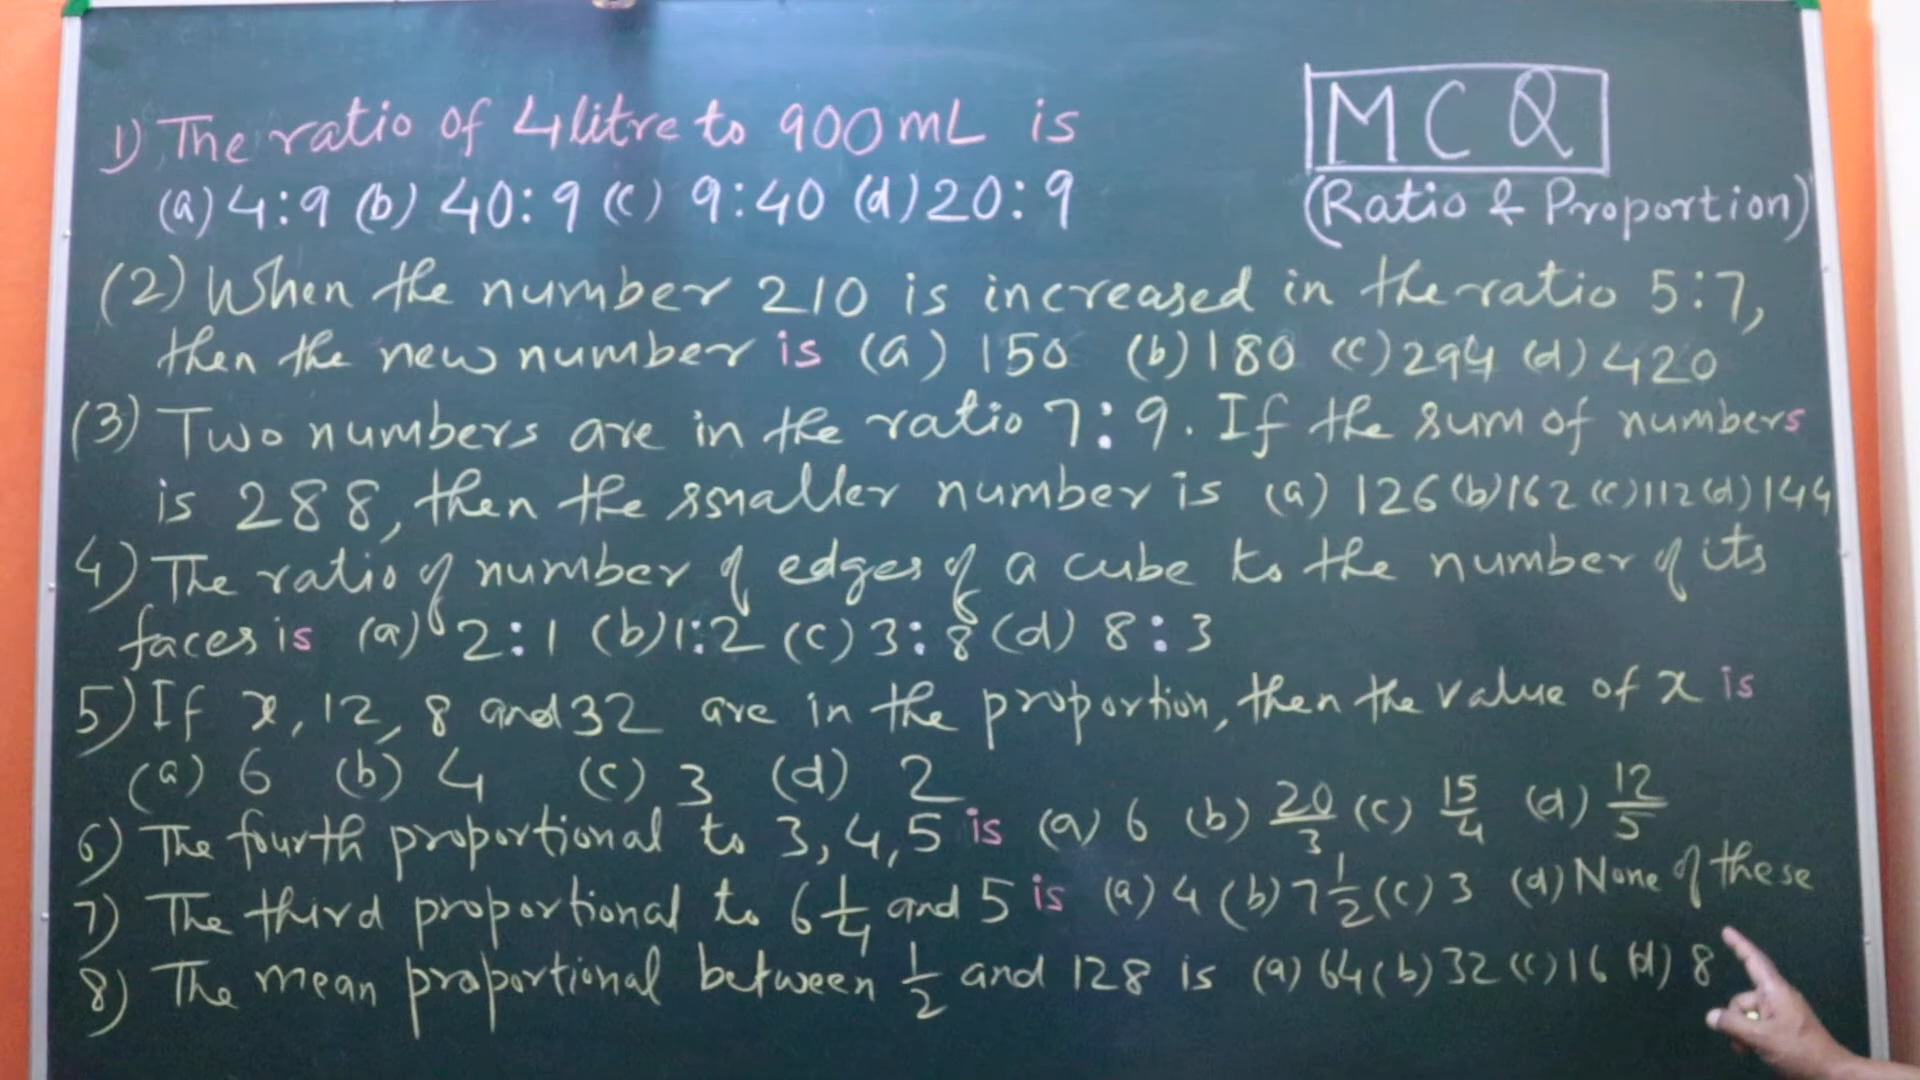 MCQ
(Ratio & Proportion)
1) The ratio of 4 litre to 900 mL is
(a) 4:9 (b) 40:9 (c) 9:40 (d) 20:9
(2) When the number 210 is increased in the ratio 5:7,
then the new number is (a) 150 (b) 180 (c) 294 (d) 420
(3) Two numbers are in the ratio 7:9. If the sum of numbers
is 288, then the smaller number is (a) 126 (b) 162 (c) 112 (d) 144
4) The ratio of number of edges of a cube to the number of its
faces is (a) 2:1 (b) 1:2 (c) 3:8 (d) 8:3
5) If x, 12, 8 and 32 are in the proportion, then the value of x is
(a) 6 (b) 4 (c) 3 (d) 2
6) The fourth proportional to 3, 4, 5 is (a) 6 (b) 20/3 (c) 15/4 (d) 12/5
7) The third proportional to 6 1/4 and 5 is (a) 4 (b) 7 1/2 (c) 3 (d) None of these
8) The mean proportional between 1/2 and 128 is (a) 64 (b) 32 (c) 16 (d) 8